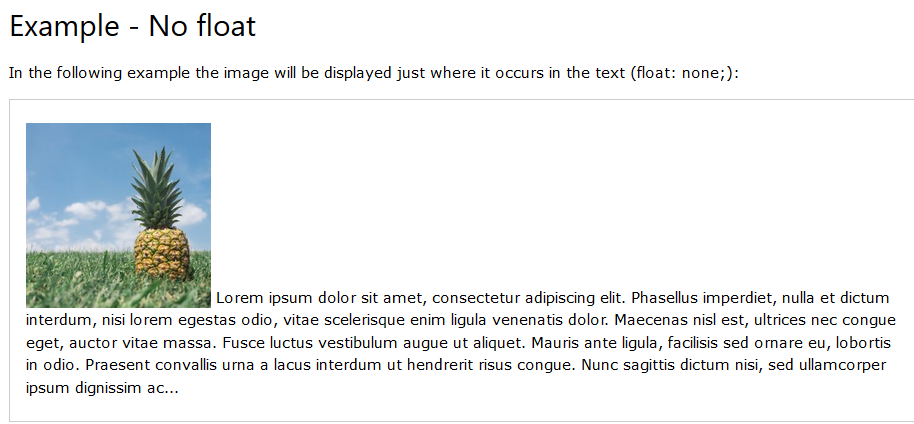 Example - No float
In the following example the image will be displayed just where it occurs in the text (float: none;):
Lorem ipsum dolor sit amet, consectetur adipiscing elit. Phasellus imperdiet, nulla et dictum
interdum, nisi lorem egestas odio, vitae scelerisque enim ligula venenatis dolor. Maecenas nisl est, ultrices nec congue
eget, auctor vitae massa. Fusce luctus vestibulum augue ut aliquet. Mauris ante ligula, facilisis sed ornare eu, lobortis
in odio. Praesent convallis urna a lacus interdum ut hendrerit risus congue. Nunc sagittis dictum nisi, sed ullamcorper
ipsum dignissim ac...